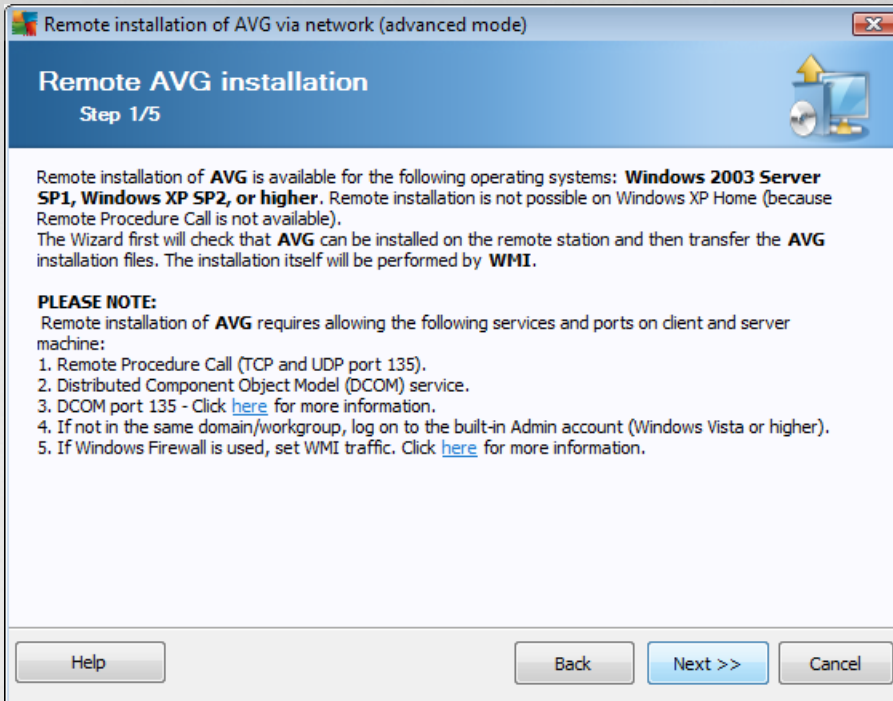 Remote installation of AVG via network (advanced mode)
Remote AVG installation
Step 1/5
Remote installation of AVG is available for the following operating systems: Windows 2003 Server
SP1, Windows XP SP2, or higher. Remote installation is not possible on Windows XP Home (because
Remote Procedure Call is not available).
The Wizard first will check that AVG can be installed on the remote station and then transfer the AVG
installation files. The installation itself will be performed by WMI.
PLEASE NOTE:
Remote installation of AVG requires allowing the following services and ports on client and server
machine:
1. Remote Procedure Call (TCP and UDP port 135).
2. Distributed Component Object Model (DCOM) service.
3. DCOM port 135 - Click here for more information.
4. If not in the same domain/workgroup, log on to the built-in Admin account (Windows Vista or higher).
5. If Windows Firewall is used, set WMI traffic. Click here for more information.
Help
Back
Next >>
Cancel